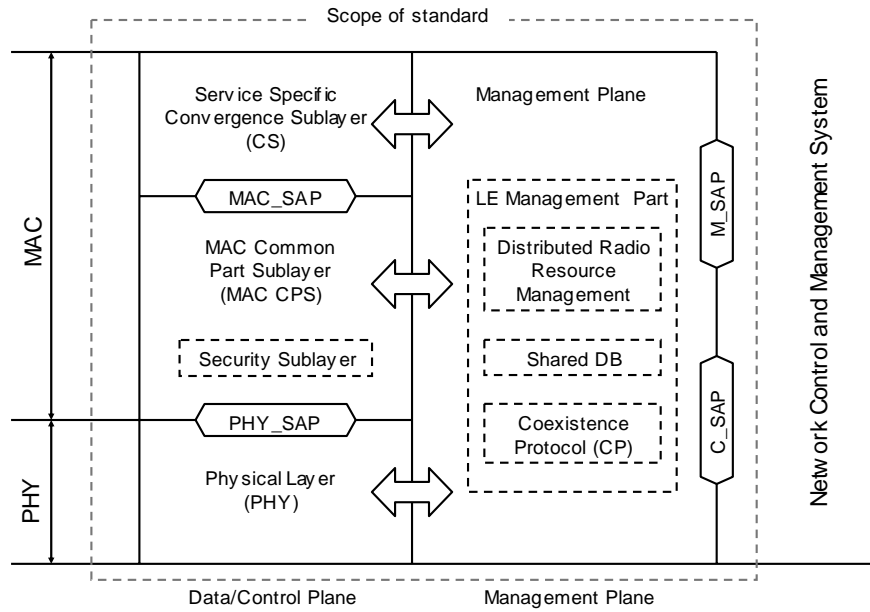 Scope of standard
Service Specific
Convergence Sublayer
(CS)
Management Plane
MAC_SAP
LE Management Part
MAC Common
Part Sublayer
(MAC CPS)
Distributed Radio
Resource
Management
Security Sublayer
Shared DB
PHY_SAP
Coexistence
Protocol (CP)
Physical Layer
(PHY)
MAC
PHY
M_SAP
C_SAP
Network Control and Management System
Data/Control Plane
Management Plane